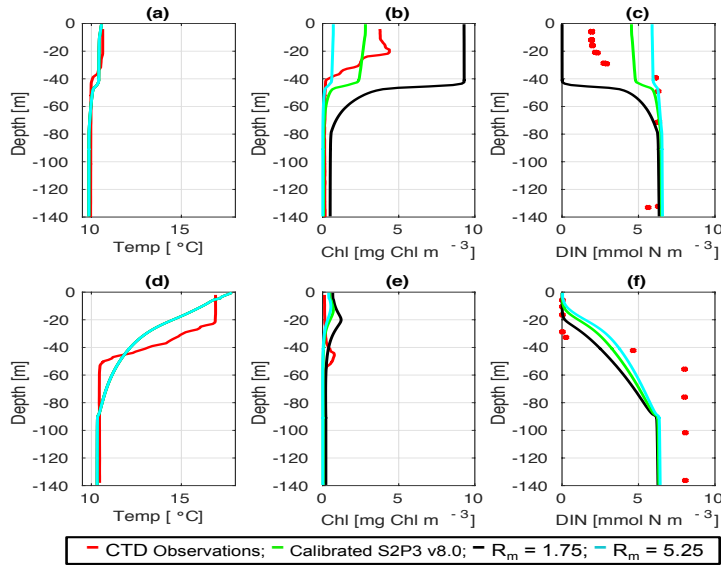 (a) (b) (c)
0 0 0
-20 -20 -20
-40 -40 -40
-60 -60 -60
-80 -80 -80
-100 -100 -100
-120 -120 -120
-140 -140 -140
Depth [m] Depth [m] Depth [m]
10 15 0 5 10 0 5 10
Temp [ °C] Chl [mg Chl m -3] DIN [mmol N m -3]
(d) (e) (f)
0 0 0
-20 -20 -20
-40 -40 -40
-60 -60 -60
-80 -80 -80
-100 -100 -100
-120 -120 -120
-140 -140 -140
Depth [m] Depth [m] Depth [m]
10 15 0 5 10 0 5 10
Temp [ °C] Chl [mg Chl m -3] DIN [mmol N m -3]
CTD Observations; Calibrated S2P3 v8.0; Rm = 1.75; Rm = 5.25